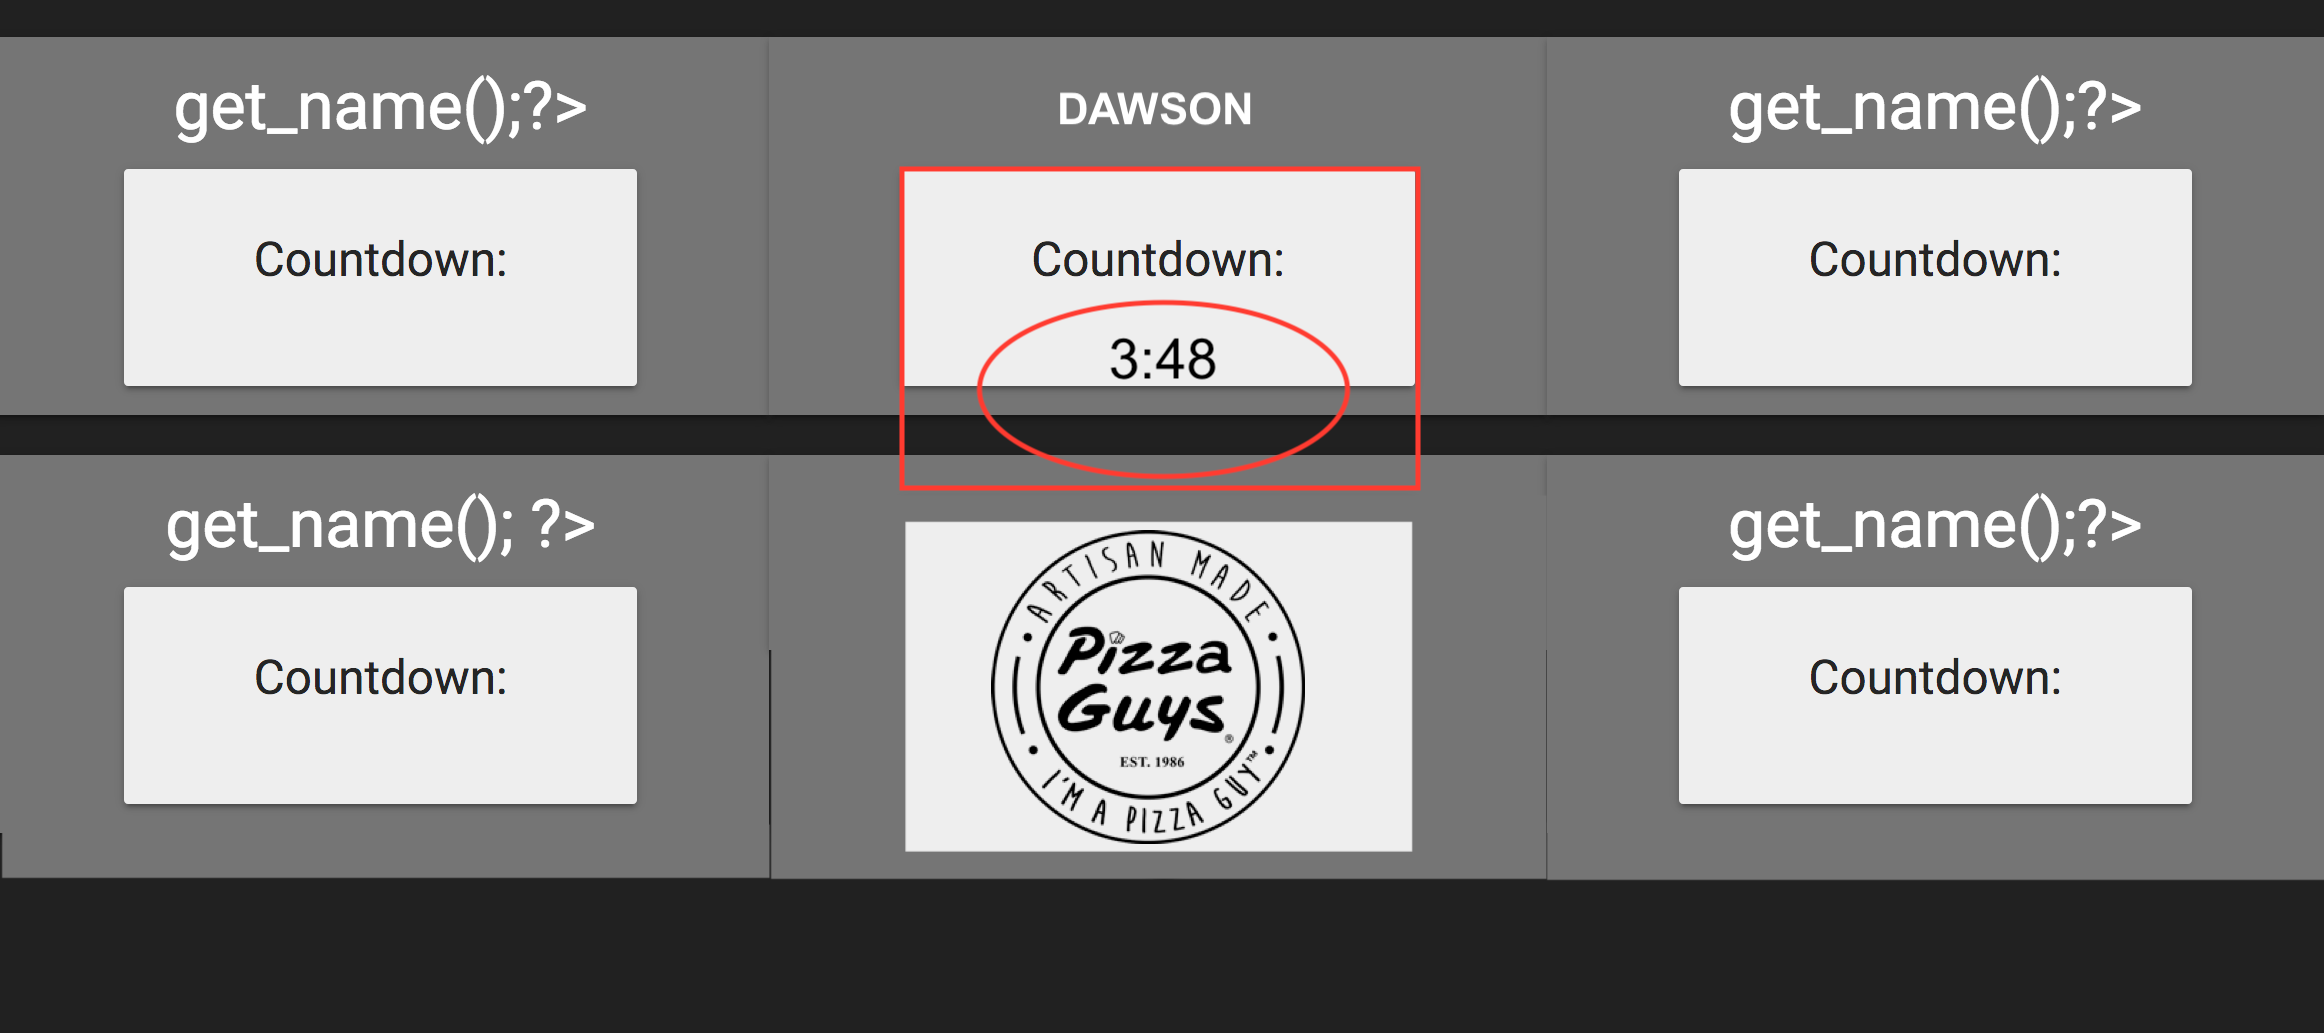 get_name();?>
DAWSON
get_name();?>
Countdown:
Countdown:
3:48
Countdown:
get_name(); ?>
get_name();?>
Countdown:
ARTISAN MADE
Pizza
Guys®
EST. 1986
I'M A PIZZA GUY™
Countdown: